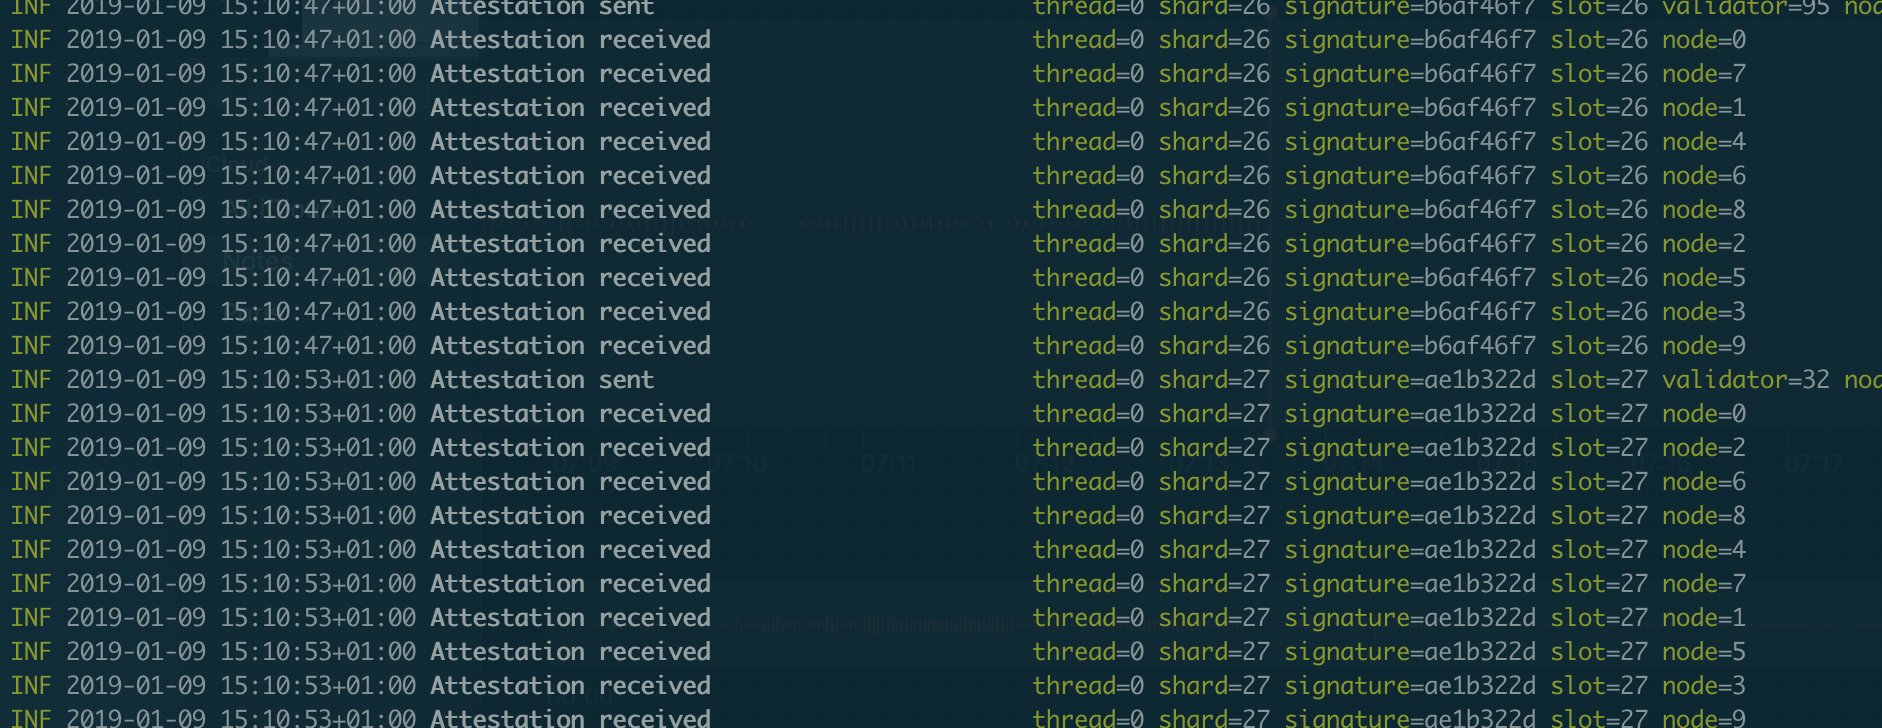 INF 2019-01-09 15:10:47+01:00 Attestation sent thread=0 shard=26 signature=b6af46f7 slot=26 validator=95 nod
INF 2019-01-09 15:10:47+01:00 Attestation received thread=0 shard=26 signature=b6af46f7 slot=26 node=0
INF 2019-01-09 15:10:47+01:00 Attestation received thread=0 shard=26 signature=b6af46f7 slot=26 node=7
INF 2019-01-09 15:10:47+01:00 Attestation received thread=0 shard=26 signature=b6af46f7 slot=26 node=1
INF 2019-01-09 15:10:47+01:00 Attestation received thread=0 shard=26 signature=b6af46f7 slot=26 node=4
INF 2019-01-09 15:10:47+01:00 Attestation received thread=0 shard=26 signature=b6af46f7 slot=26 node=6
INF 2019-01-09 15:10:47+01:00 Attestation received thread=0 shard=26 signature=b6af46f7 slot=26 node=8
INF 2019-01-09 15:10:47+01:00 Attestation received thread=0 shard=26 signature=b6af46f7 slot=26 node=2
INF 2019-01-09 15:10:47+01:00 Attestation received thread=0 shard=26 signature=b6af46f7 slot=26 node=5
INF 2019-01-09 15:10:47+01:00 Attestation received thread=0 shard=26 signature=b6af46f7 slot=26 node=3
INF 2019-01-09 15:10:47+01:00 Attestation received thread=0 shard=26 signature=b6af46f7 slot=26 node=9
INF 2019-01-09 15:10:53+01:00 Attestation sent thread=0 shard=27 signature=ae1b322d slot=27 validator=32 nod
INF 2019-01-09 15:10:53+01:00 Attestation received thread=0 shard=27 signature=ae1b322d slot=27 node=0
INF 2019-01-09 15:10:53+01:00 Attestation received thread=0 shard=27 signature=ae1b322d slot=27 node=2
INF 2019-01-09 15:10:53+01:00 Attestation received thread=0 shard=27 signature=ae1b322d slot=27 node=6
INF 2019-01-09 15:10:53+01:00 Attestation received thread=0 shard=27 signature=ae1b322d slot=27 node=8
INF 2019-01-09 15:10:53+01:00 Attestation received thread=0 shard=27 signature=ae1b322d slot=27 node=4
INF 2019-01-09 15:10:53+01:00 Attestation received thread=0 shard=27 signature=ae1b322d slot=27 node=7
INF 2019-01-09 15:10:53+01:00 Attestation received thread=0 shard=27 signature=ae1b322d slot=27 node=1
INF 2019-01-09 15:10:53+01:00 Attestation received thread=0 shard=27 signature=ae1b322d slot=27 node=5
INF 2019-01-09 15:10:53+01:00 Attestation received thread=0 shard=27 signature=ae1b322d slot=27 node=3
INF 2019-01-09 15:10:53+01:00 Attestation received thread=0 shard=27 signature=ae1b322d slot=27 node=9